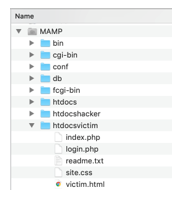 Name
MAMP
bin
cgi-bin
conf
db
fcgi-bin
htdocs
htdocshacker
htdocsvictim
index.php
login.php
readme.txt
site.css
victim.html